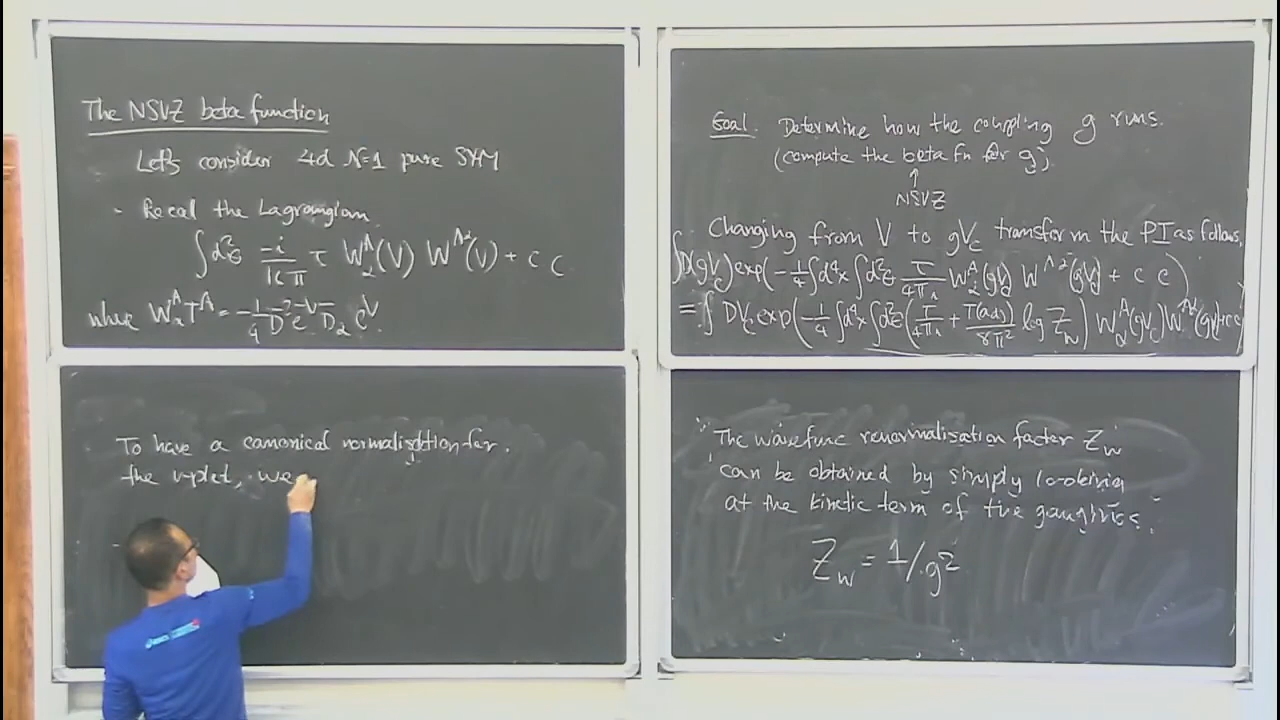 The NSVZ beta function
Let's consider 4d N=1 pure SYM
- Recal the Lagrangian
∫d²θ -i/16π τ W^A_α(V) W^{Aα}(V) + c c
where W^A_α T^A = -1/4 D̄² e^{-V} D_α e^V.
To have a canonical normalisation for
the v-plet, we
Goal. Determine how the coupling g runs.
(compute the beta fn for g)
↑
NSVZ
Changing from V to gV_c transform the PI as follows,
∫D(gV_c) exp(-1/4 ∫d⁴x ∫d²θ τ/4πi W^A_α(gV_c) W^{Aα}(gV_c) + c c)
= ∫ DV_c exp(-1/4 ∫d⁴x ∫d²θ (τ/4πi + T(adj)/8π² log Z_W) W^A_α(gV_c) W^{Aα}(gV_c) + cc)
The wavefunc renormalisation factor Z_W
can be obtained by simply looking
at the kinetic term of the gauginos.
Z_W = 1/g²